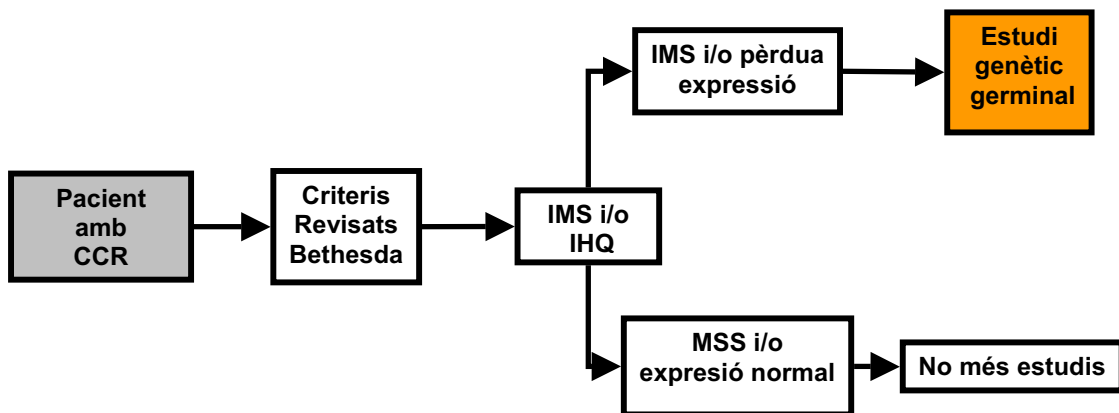 Pacient
amb
CCR
Criteris
Revisats
Bethesda
IMS i/o
IHQ
IMS i/o pèrdua
expressió
Estudi
genètic
germinal
MSS i/o
expresió normal
No més estudis